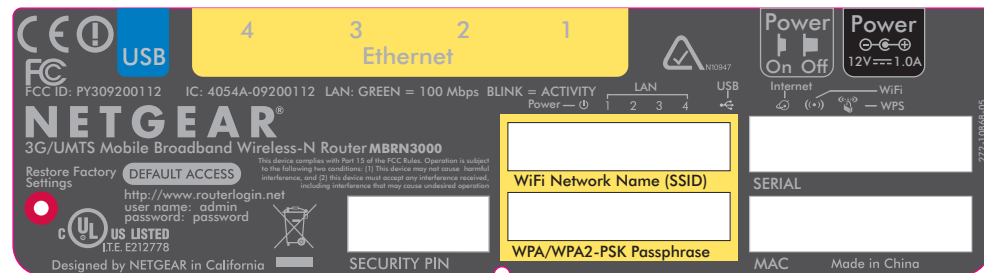 USB
4 3 2 1
Ethernet
N10947
Power
On Off
Power
12V 1.0A
FCC ID: PY309200112 IC: 4054A-09200112 LAN: GREEN = 100 Mbps BLINK = ACTIVITY
Power LAN USB Internet WiFi
1 2 3 4 WPS
NETGEAR®
3G/UMTS Mobile Broadband Wireless-N Router MBRN3000
This device complies with Part 15 of the FCC Rules. Operation is subject
to the following two conditions: (1) This device may not cause harmful
interference, and (2) this device must accept any interference received,
including interference that may cause undesired operation
Restore Factory
Settings
DEFAULT ACCESS
http://www.routerlogin.net
user name: admin
password: password
C UL US LISTED
I.T.E. E212778
Designed by NETGEAR in California
SECURITY PIN
WiFi Network Name (SSID)
WPA/WPA2-PSK Passphrase
SERIAL
MAC Made in China
272-10868-05